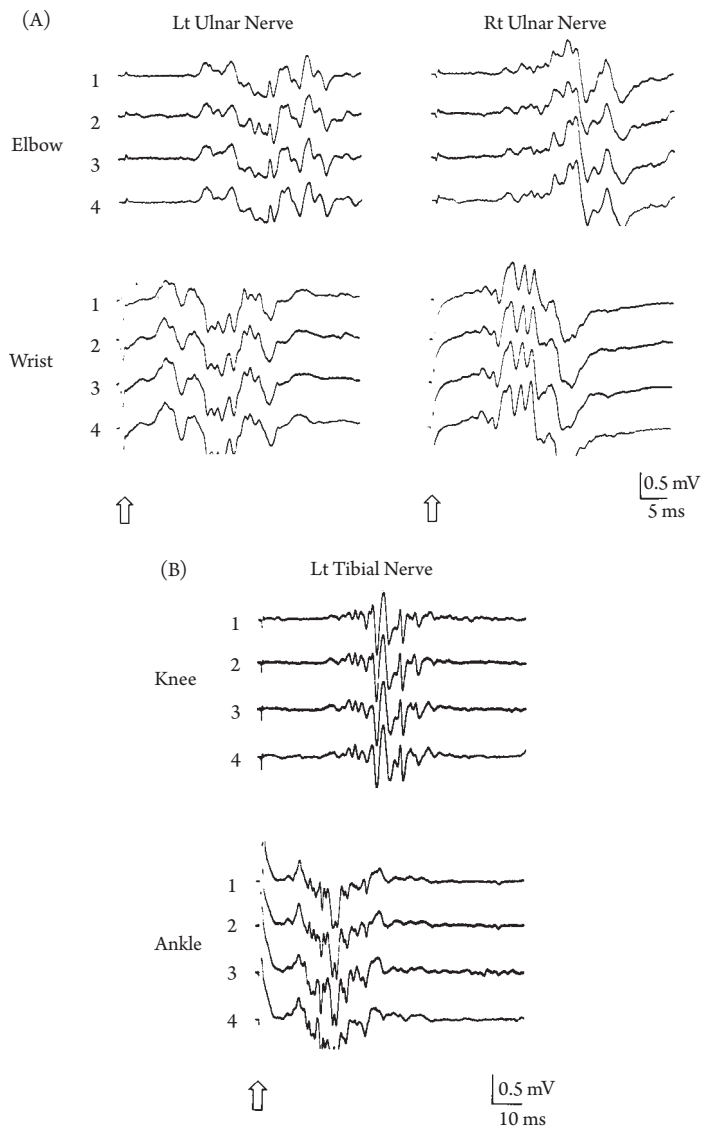 (A)
Lt Ulnar Nerve
Rt Ulnar Nerve
Elbow
1
2
3
4
Wrist
1
2
3
4
0.5 mV
5 ms
(B)
Lt Tibial Nerve
Knee
1
2
3
4
Ankle
1
2
3
4
0.5 mV
10 ms